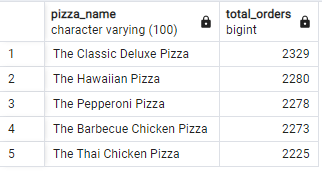 pizza_name total_orders
character varying (100) bigint
1 The Classic Deluxe Pizza 2329
2 The Hawaiian Pizza 2280
3 The Pepperoni Pizza 2278
4 The Barbecue Chicken Pizza 2273
5 The Thai Chicken Pizza 2225